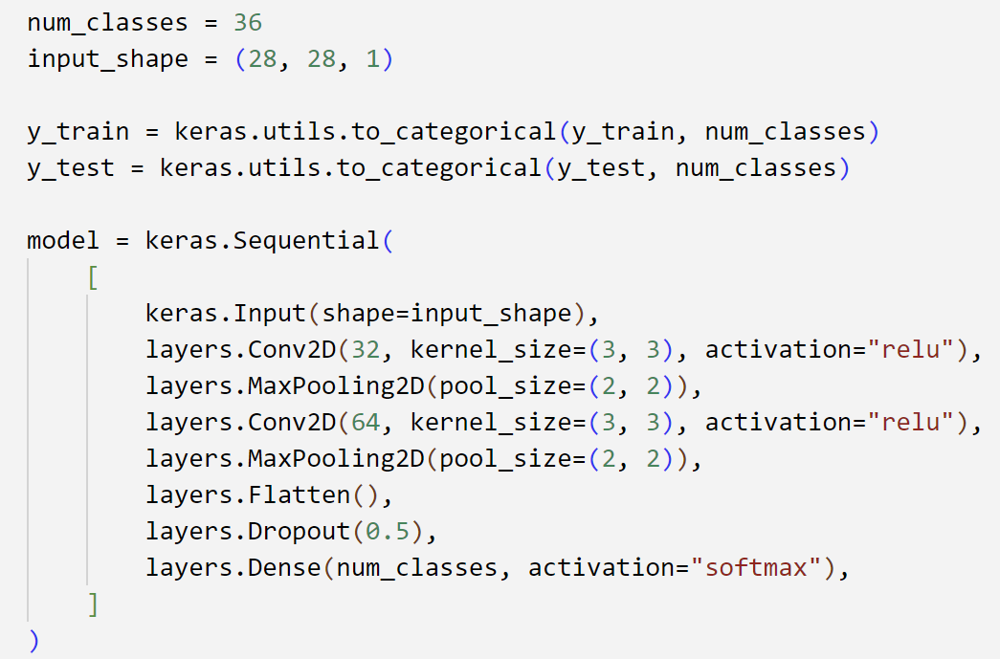 num_classes = 36
input_shape = (28, 28, 1)

y_train = keras.utils.to_categorical(y_train, num_classes)
y_test = keras.utils.to_categorical(y_test, num_classes)

model = keras.Sequential(
    [
        keras.Input(shape=input_shape),
        layers.Conv2D(32, kernel_size=(3, 3), activation="relu"),
        layers.MaxPooling2D(pool_size=(2, 2)),
        layers.Conv2D(64, kernel_size=(3, 3), activation="relu"),
        layers.MaxPooling2D(pool_size=(2, 2)),
        layers.Flatten(),
        layers.Dropout(0.5),
        layers.Dense(num_classes, activation="softmax"),
    ]
)